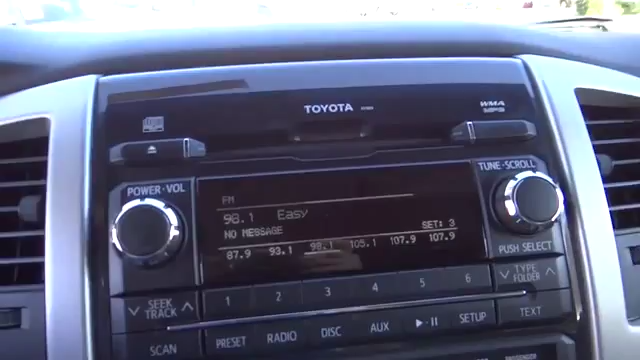 TOYOTA
WMA
MP3
POWER·VOL
TUNE·SCROLL
FM
98.1 Easy
NO MESSAGE SET: 3
87.9 93.1 98.1 105.1 107.9 107.9
PUSH SELECT
SEEK
TRACK
1 2 3 4 5 6
TYPE
FOLDER
SCAN
PRESET RADIO DISC AUX ►·II SETUP
TEXT
PASSENGER